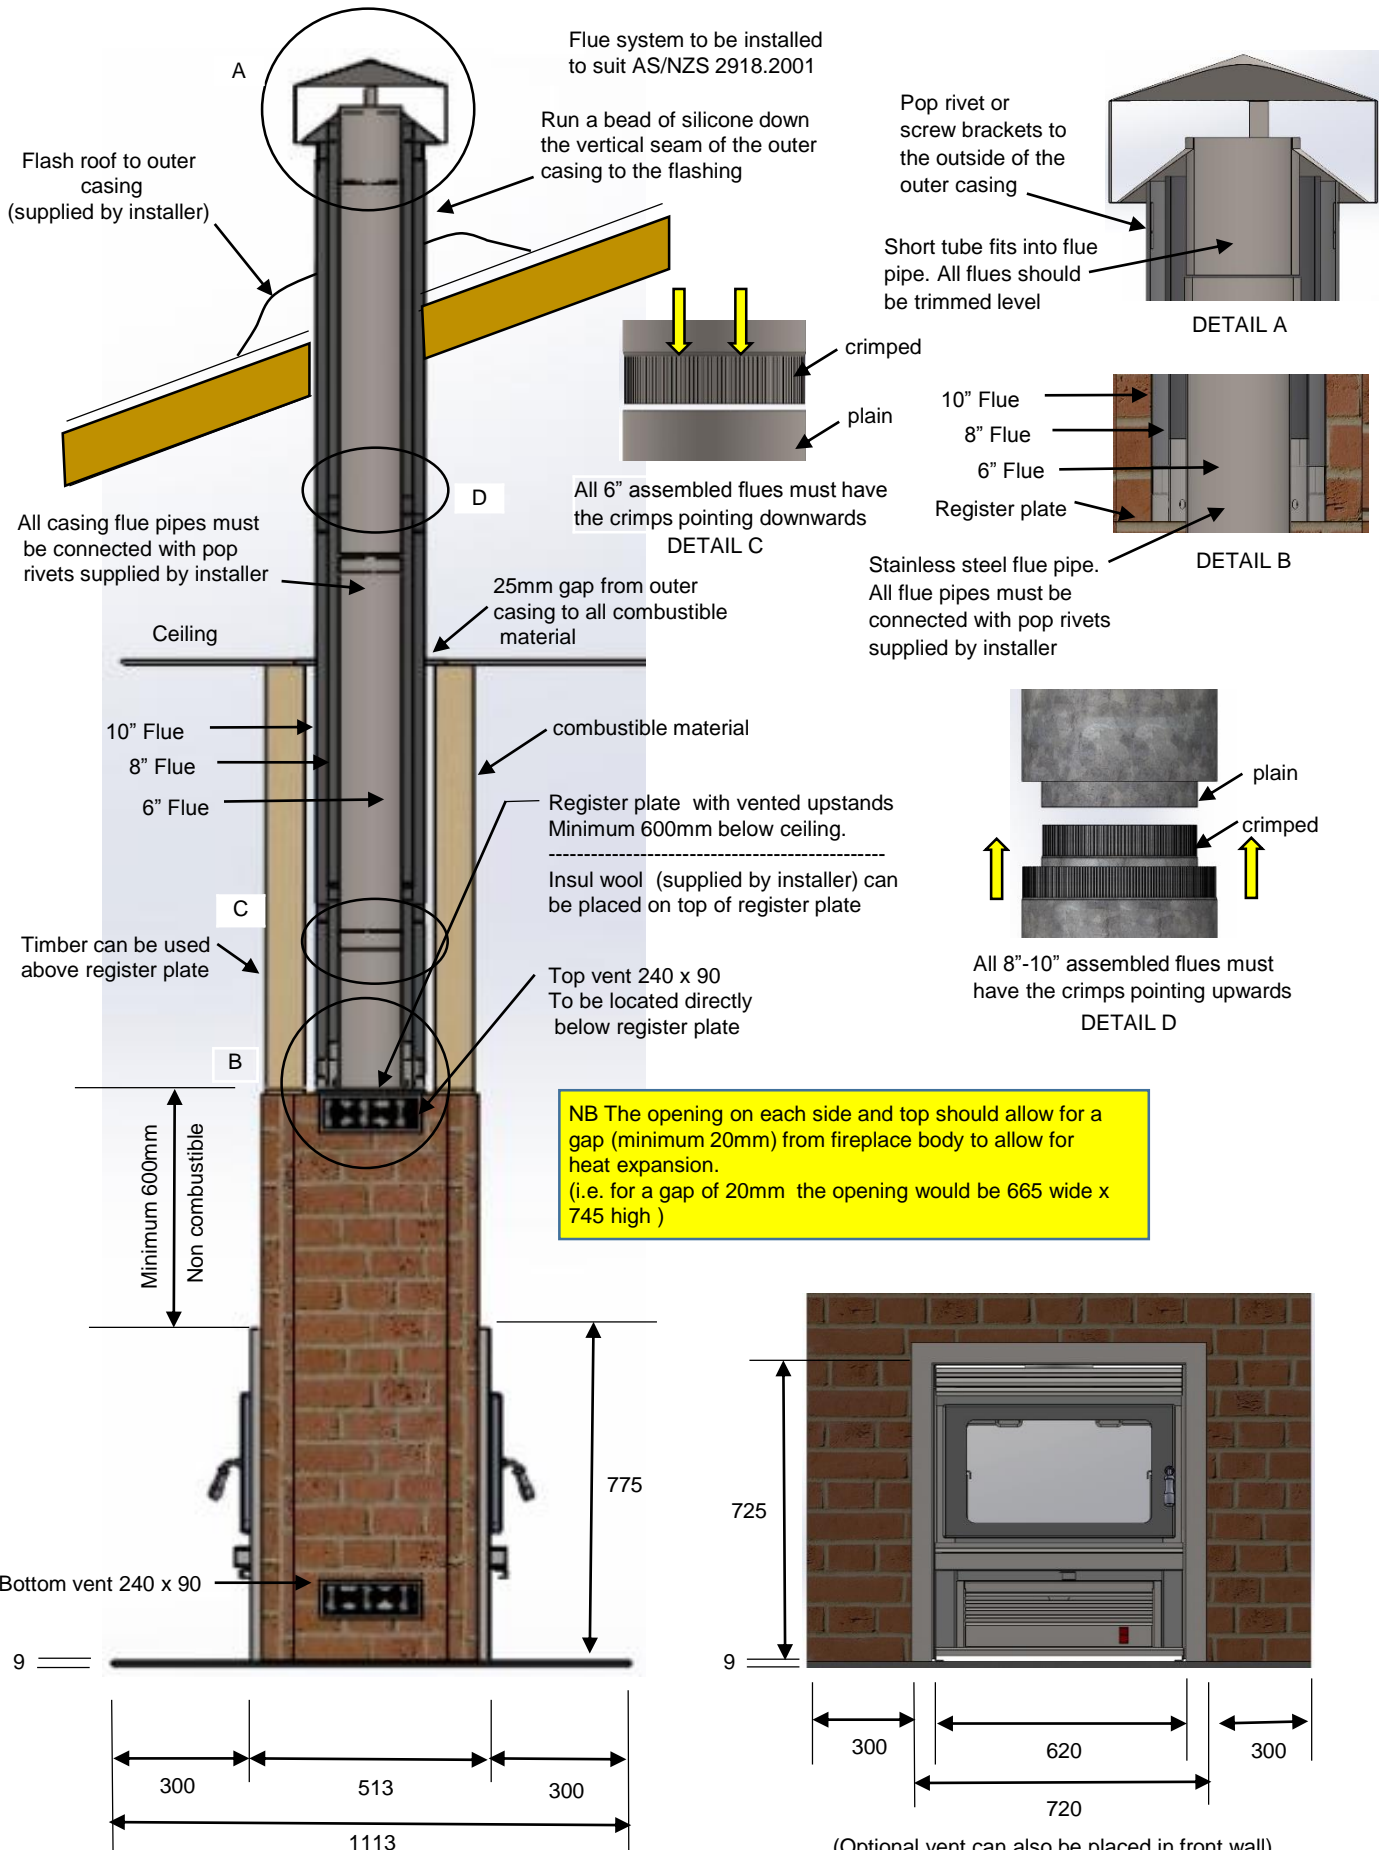 Flue system to be installed
to suit AS/NZS 2918.2001
A
Run a bead of silicone down
the vertical seam of the outer
casing to the flashing
Flash roof to outer
casing
(supplied by installer)
Pop rivet or
screw brackets to
the outside of the
outer casing
Short tube fits into flue
pipe. All flues should
be trimmed level
DETAIL A
crimped
plain
All 6” assembled flues must have
the crimps pointing downwards
DETAIL C
10” Flue
8” Flue
6” Flue
Register plate
DETAIL B
Stainless steel flue pipe.
All flue pipes must be
connected with pop rivets
supplied by installer
D
All casing flue pipes must
be connected with pop
rivets supplied by installer
25mm gap from outer
casing to all combustible
material
Ceiling
10” Flue
8” Flue
6” Flue
combustible material
Register plate with vented upstands
Minimum 600mm below ceiling.
------------------------------------------------
Insul wool (supplied by installer) can
be placed on top of register plate
plain
crimped
All 8”-10” assembled flues must
have the crimps pointing upwards
DETAIL D
C
Timber can be used
above register plate
Top vent 240 x 90
To be located directly
below register plate
B
Minimum 600mm
Non combustible
NB The opening on each side and top should allow for a
gap (minimum 20mm) from fireplace body to allow for
heat expansion.
(i.e. for a gap of 20mm the opening would be 665 wide x
745 high )
775
Bottom vent 240 x 90
9
300
513
300
1113
725
9
300
620
300
720
(Optional vent can also be placed in front wall)